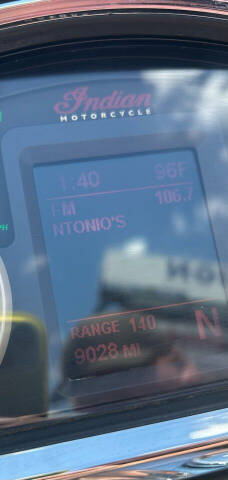 Indian
MOTORCYCLE
1:40 96F
FM 106.7
NTONIO'S
RANGE 140
9028 MI N